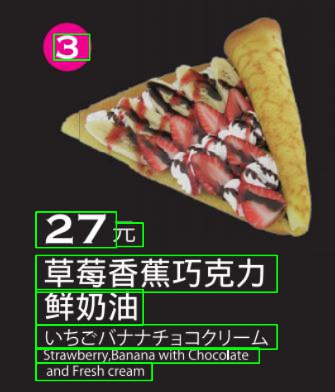 3
27元
草莓香蕉巧克力
鲜奶油
いちごバナナチョコクリーム
Strawberry,Banana with Chocolate
and Fresh cream